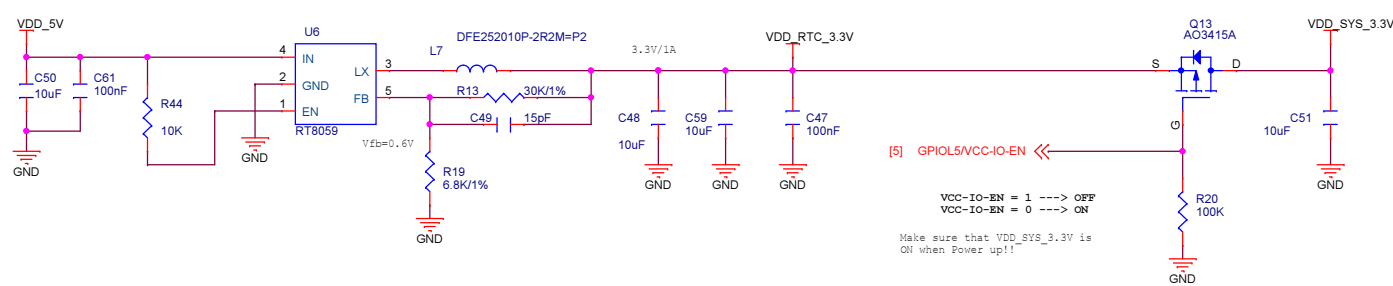 VDD_5V
U6
L7
DFE252010P-2R2M=P2
3.3V/1A
VDD_RTC_3.3V
Q13
AO3415A
VDD_SYS_3.3V
4
IN
2
GND
1
EN
LX
3
FB
5
RT8059
C50
10uF
C61
100nF
R44
10K
GND
GND
R13
30K/1%
C49
15pF
Vfb=0.6V
R19
6.8K/1%
GND
C48
10uF
GND
C59
10uF
GND
C47
100nF
GND
S
D
G
C51
10uF
GND
[5]
GPIOL5/VCC-IO-EN
VCC-IO-EN = 1 ---> OFF
VCC-IO-EN = 0 ---> ON
Make sure that VDD_SYS_3.3V is
ON when Power up!!
R20
100K
GND